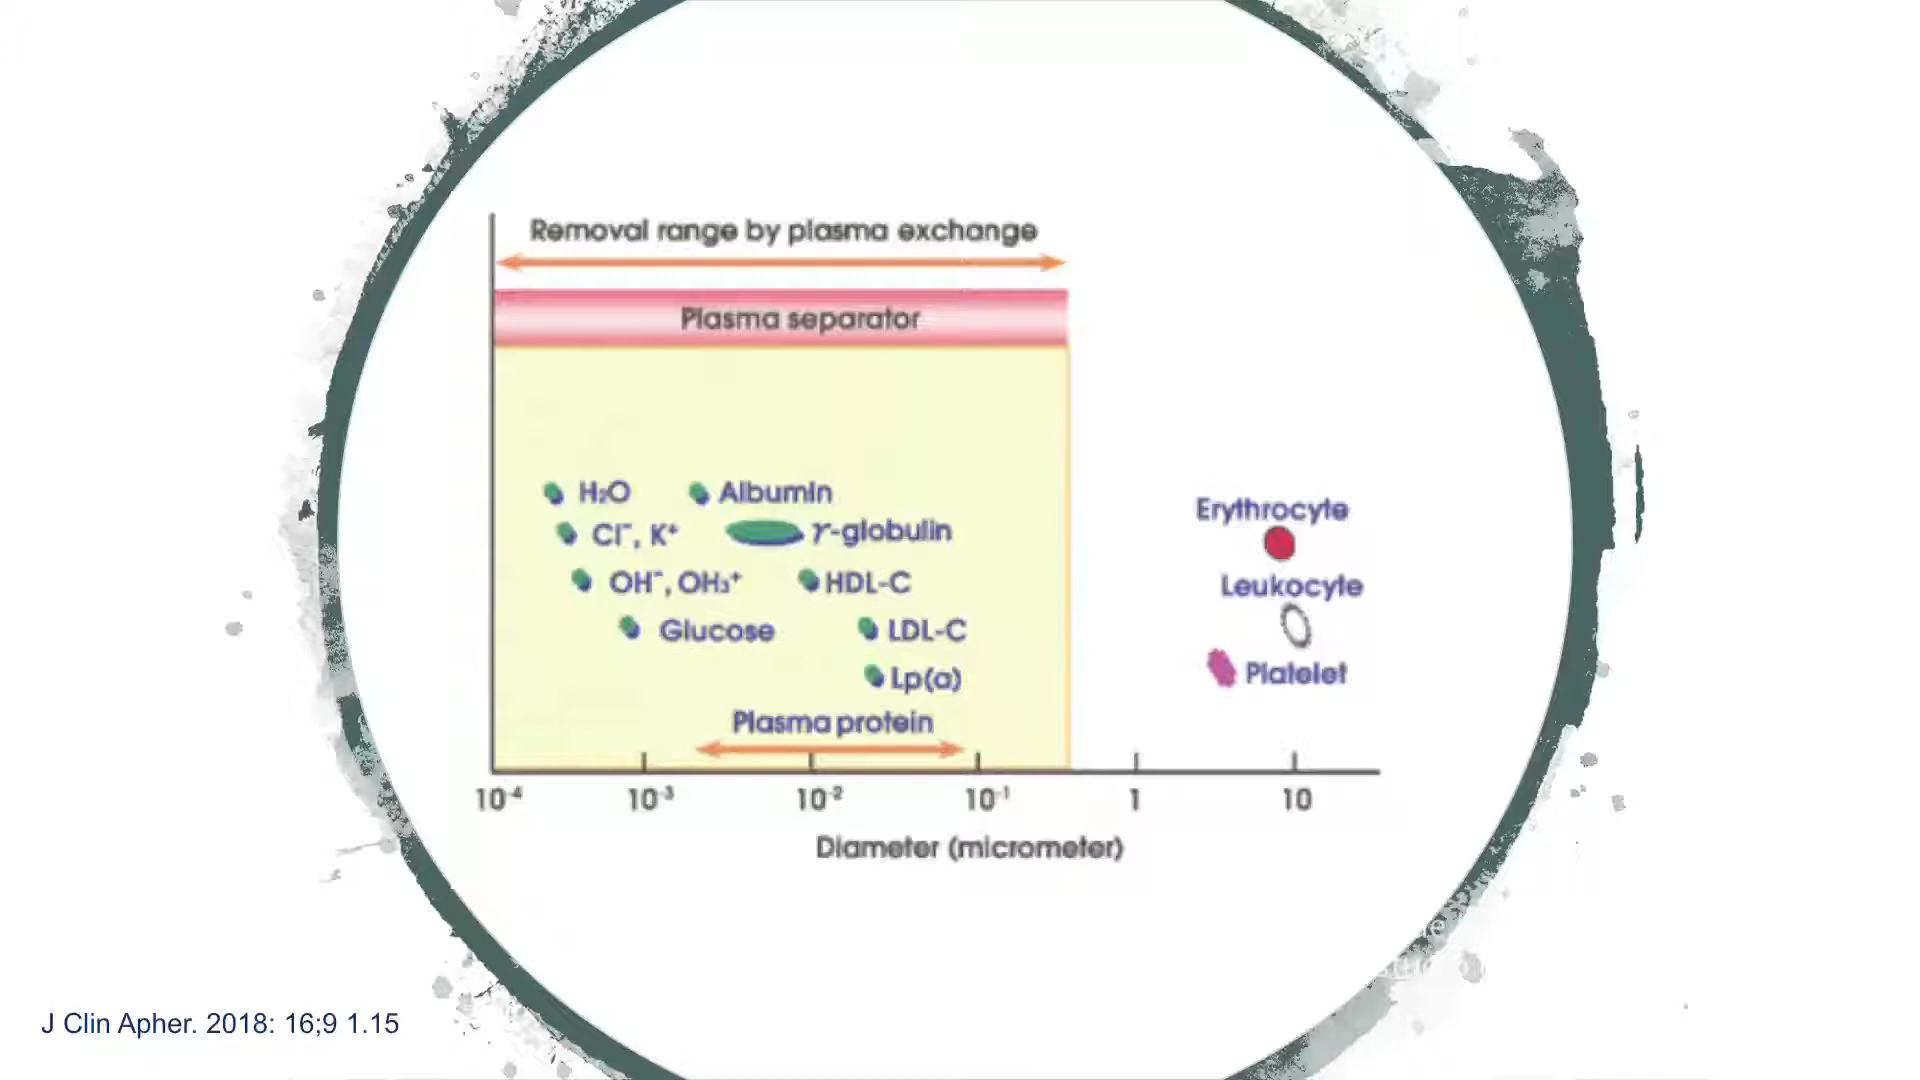 Removal range by plasma exchange
Plasma separator
H₂O
Albumin
Cl⁻, K⁺
γ-globulin
OH⁻, OH₃⁺
HDL-C
Glucose
LDL-C
Lp(a)
Plasma protein
Erythrocyte
Leukocyte
Platelet
10⁻⁴ 10⁻³ 10⁻² 10⁻¹ 1 10
Diameter (micrometer)
J Clin Apher. 2018: 16;9 1.15